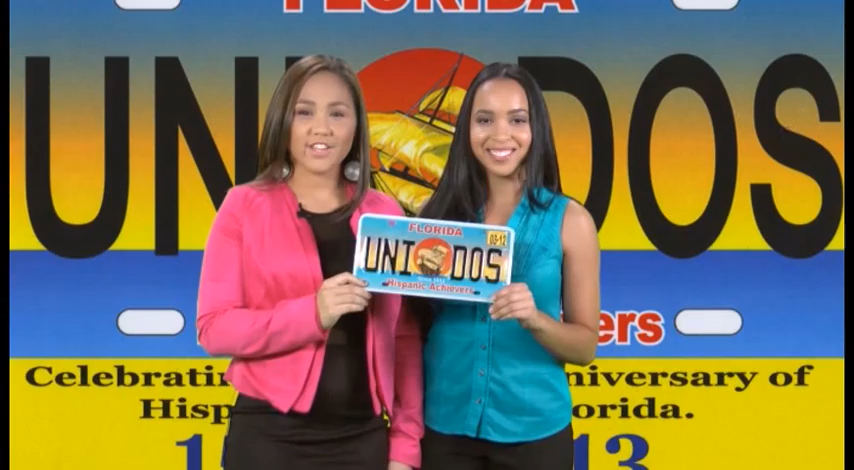 FLORIDA
UNI DOS
FLORIDA
03-12
UNI DOS
Hispanic Achievers
ers
Celebratin niversary of
Hisp orida.
1 13